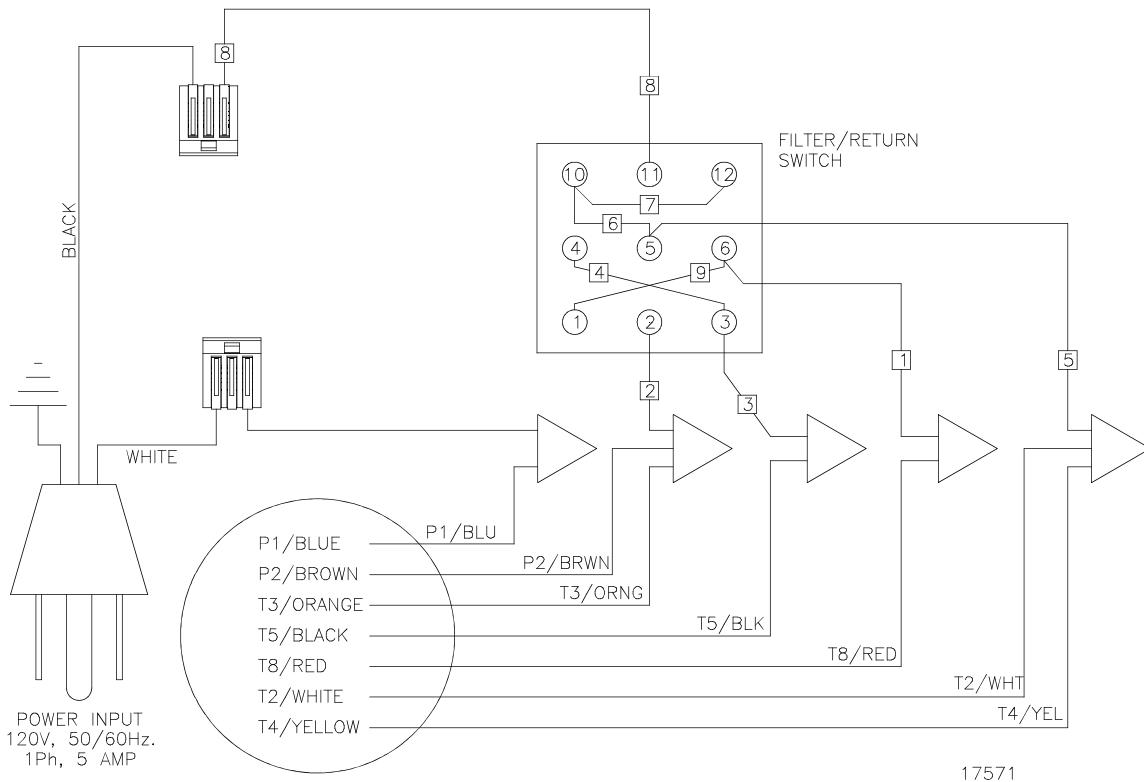 8
8
FILTER/RETURN
SWITCH
10
11
12
7
6
BLACK
4
5
6
4
9
1
2
3
1
5
2
3
WHITE
P1/BLUE
P1/BLU
P2/BROWN
P2/BRWN
T3/ORANGE
T3/ORNG
T5/BLACK
T5/BLK
T8/RED
T8/RED
T2/WHITE
T2/WHT
T4/YELLOW
T4/YEL
POWER INPUT
120V, 50/60Hz.
1Ph, 5 AMP
17571